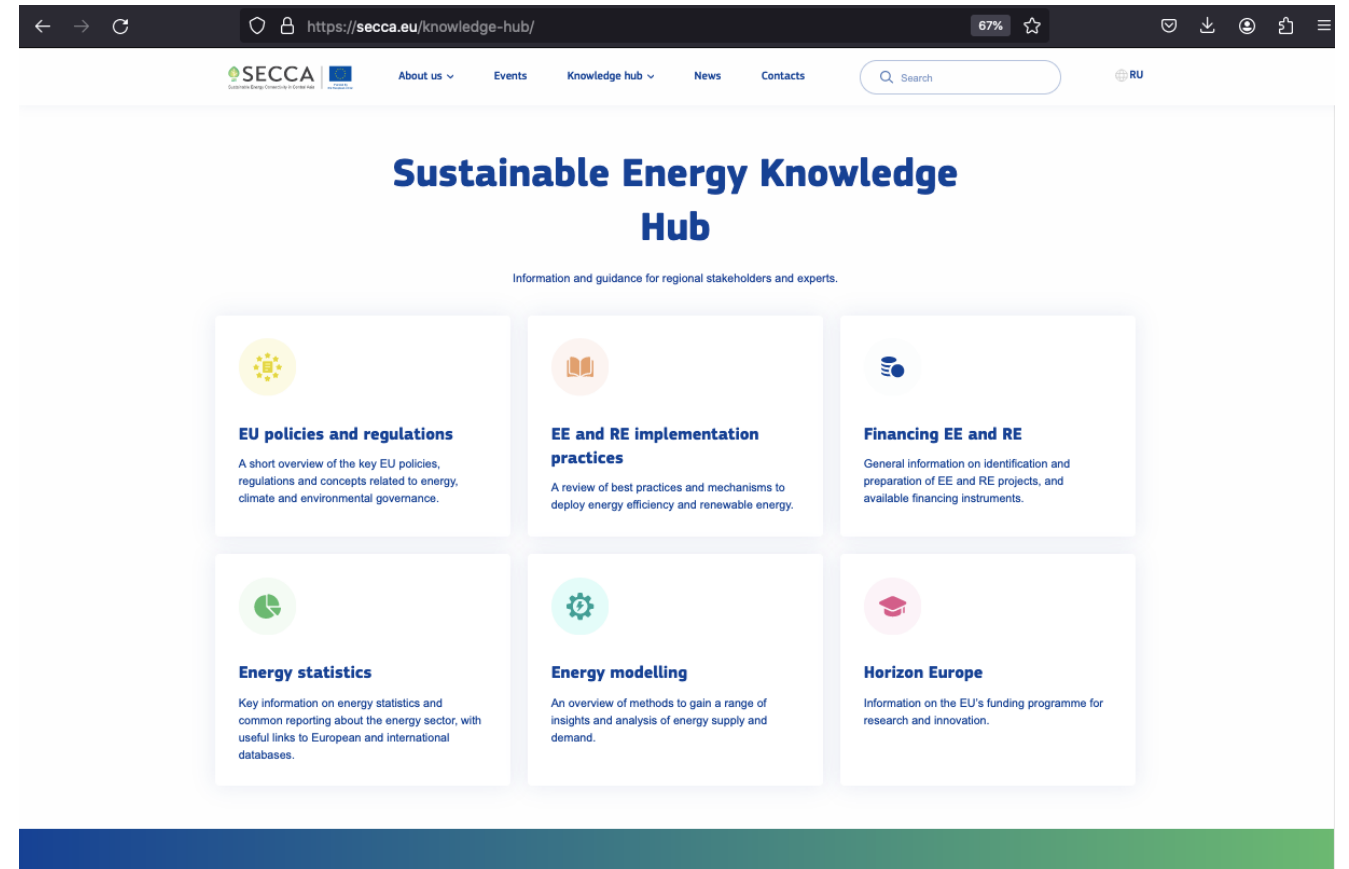 https://secca.eu/knowledge-hub/
67%
SECCA
Sustainable Energy Connectivity in Central Asia
About us
Events
Knowledge hub
News
Contacts
Search
RU
Sustainable Energy Knowledge
Hub
Information and guidance for regional stakeholders and experts.
EU policies and regulations
A short overview of the key EU policies,
regulations and concepts related to energy,
climate and environmental governance.
EE and RE implementation
practices
A review of best practices and mechanisms to
deploy energy efficiency and renewable energy.
Financing EE and RE
General information on identification and
preparation of EE and RE projects, and
available financing instruments.
Energy statistics
Key information on energy statistics and
common reporting about the energy sector, with
useful links to European and international
databases.
Energy modelling
An overview of methods to gain a range of
insights and analysis of energy supply and
demand.
Horizon Europe
Information on the EU's funding programme for
research and innovation.